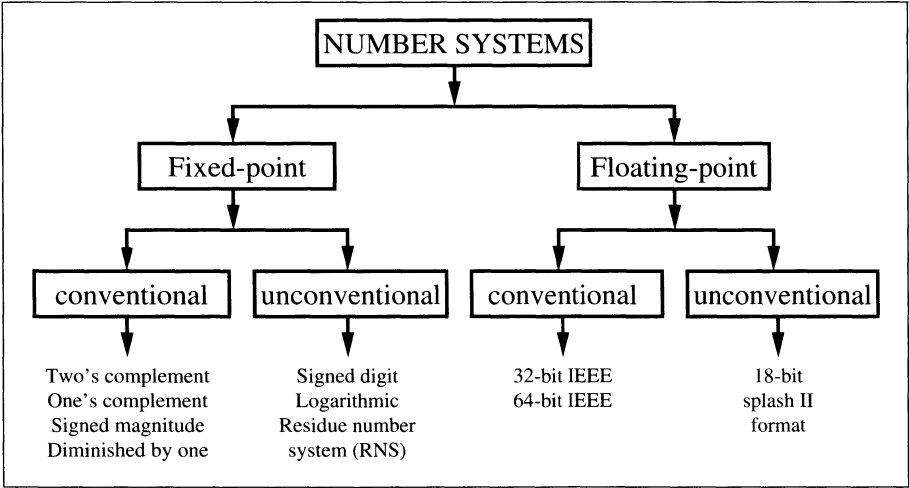 NUMBER SYSTEMS
Fixed-point
Floating-point
conventional
unconventional
conventional
unconventional
Two's complement
One's complement
Signed magnitude
Diminished by one
Signed digit
Logarithmic
Residue number
system (RNS)
32-bit IEEE
64-bit IEEE
18-bit
splash II
format